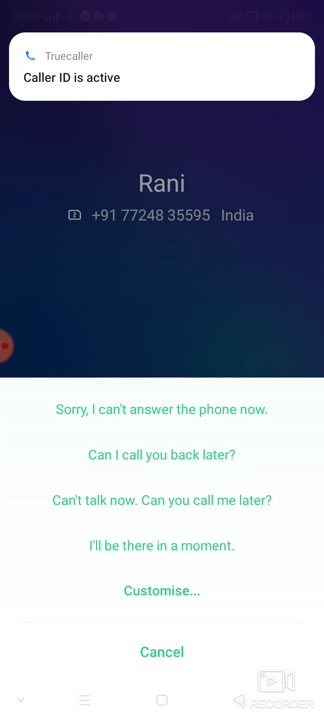 Truecaller
Caller ID is active
Rani
2 +91 77248 35595 India
Sorry, I can't answer the phone now.
Can I call you back later?
Can't talk now. Can you call me later?
I'll be there in a moment.
Customise...
Cancel
RECORDER